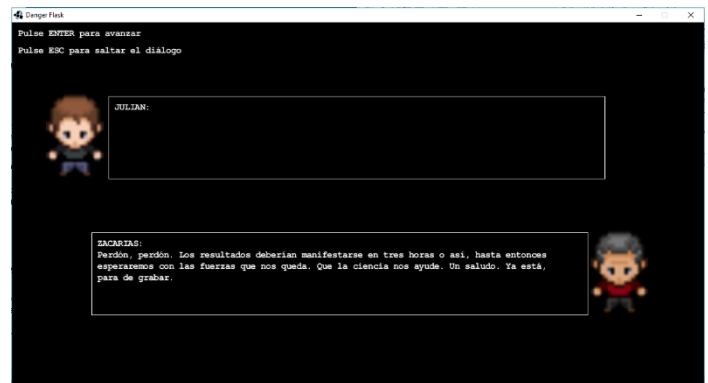 Danger Flask
Pulse ENTER para avanzar
Pulse ESC para saltar el diálogo
JULIAN:
ZACARIAS:
Perdón, perdón. Los resultados deberían manifestarse en tres horas o así, hasta entonces
esperaremos con las fuerzas que nos queda. Que la ciencia nos ayude. Un saludo. Ya está,
para de grabar.